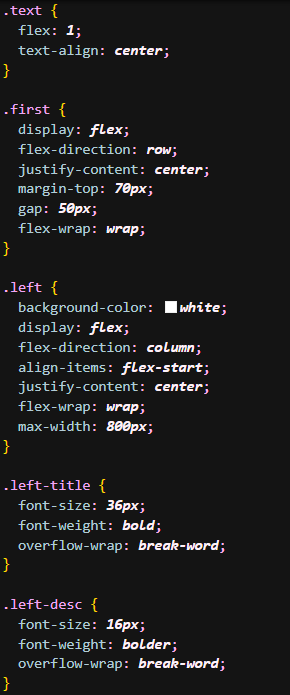 .text {
flex: 1;
text-align: center;
}
.first {
display: flex;
flex-direction: row;
justify-content: center;
margin-top: 70px;
gap: 50px;
flex-wrap: wrap;
}
.left {
background-color: white;
display: flex;
flex-direction: column;
align-items: flex-start;
justify-content: center;
flex-wrap: wrap;
max-width: 800px;
}
.left-title {
font-size: 36px;
font-weight: bold;
overflow-wrap: break-word;
}
.left-desc {
font-size: 16px;
font-weight: bolder;
overflow-wrap: break-word;
}